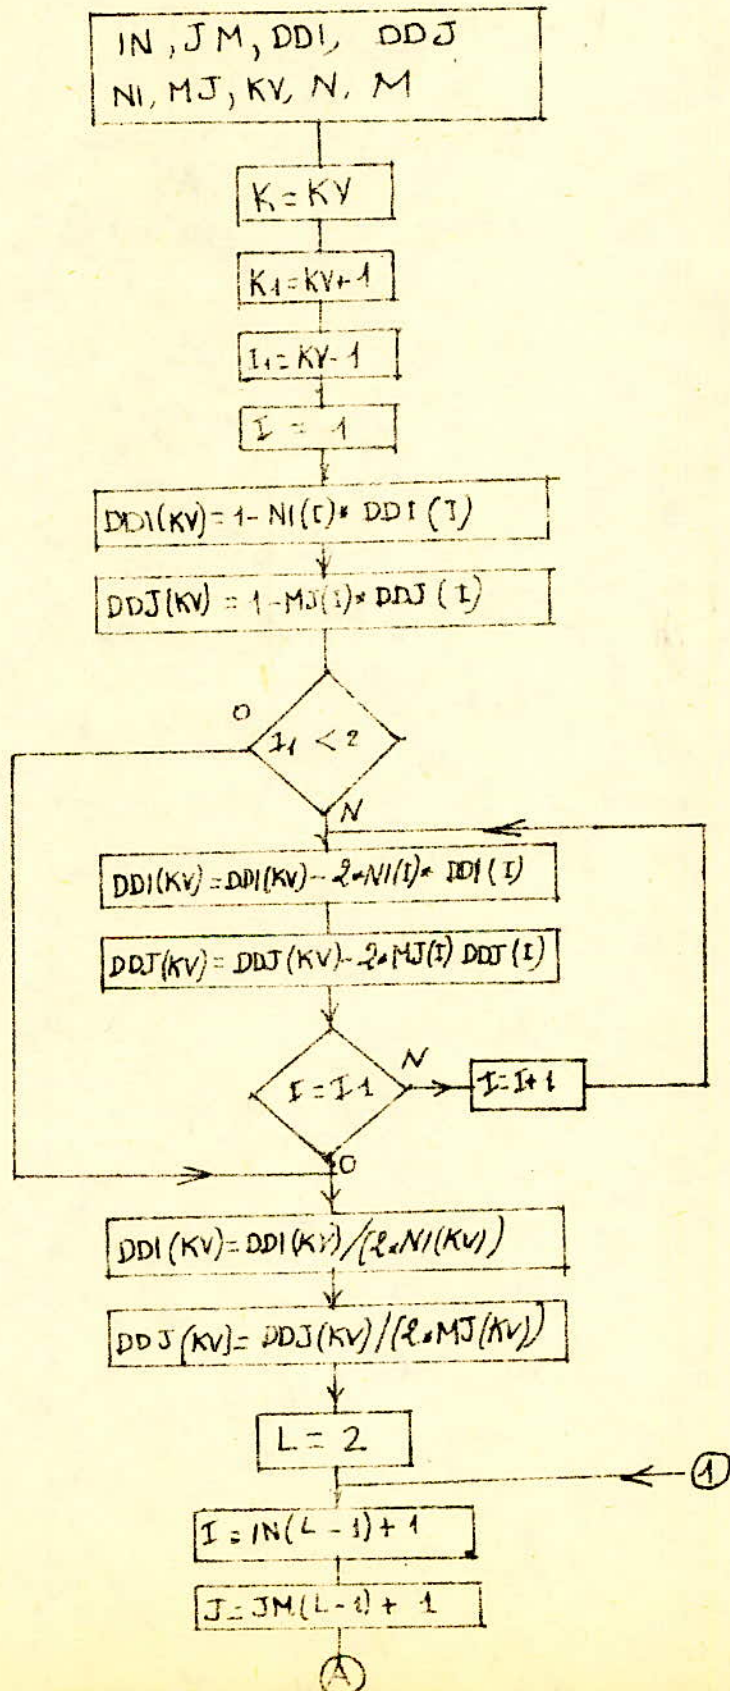 IN, JM, DDI, DDJ
NI, MJ, KV, N, M
K = KV
K1 = KV+1
I1 = KV-1
I = 1
DDI(KV) = 1 - NI(I)* DDI(I)
DDJ(KV) = 1 - MJ(I)* DDJ(I)
O
I1 < 2
N
DDI(KV) = DDI(KV) - 2*NI(I)* DDI(I)
DDJ(KV) = DDJ(KV) - 2*MJ(I) DDJ(I)
N
I = I1
I = I+1
O
DDI(KV) = DDI(KV)/(2*NI(KV))
DDJ(KV) = DDJ(KV)/(2*MJ(KV))
L = 2
1
I = IN(L-1)+1
J = JM(L-1)+1
A